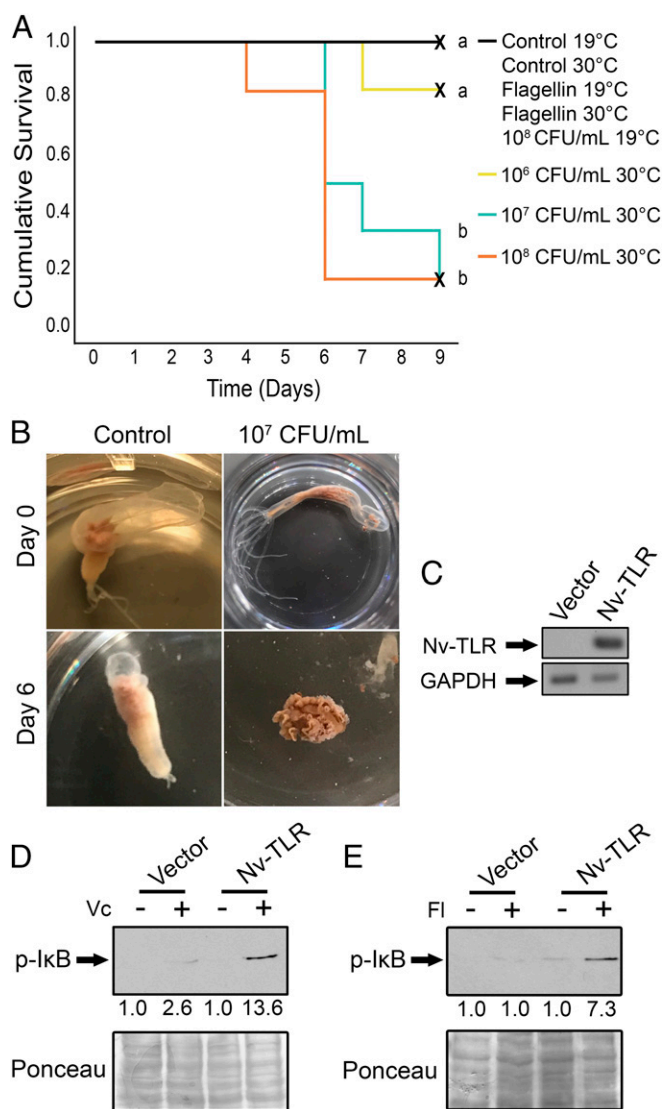 A
Cumulative Survival
1.0
0.8
0.6
0.4
0.2
0.0
0 1 2 3 4 5 6 7 8 9
Time (Days)
X a
X a
b
X b
Control 19°C
Control 30°C
Flagellin 19°C
Flagellin 30°C
10⁸ CFU/mL 19°C
10⁶ CFU/mL 30°C
10⁷ CFU/mL 30°C
10⁸ CFU/mL 30°C
B
Control 10⁷ CFU/mL
Day 0
Day 6
C
Vector Nv-TLR
Nv-TLR
GAPDH
D
Vector Nv-TLR
Vc - + - +
p-IκB
1.0 2.6 1.0 13.6
Ponceau
E
Vector Nv-TLR
Fl - + - +
p-IκB
1.0 1.0 1.0 7.3
Ponceau